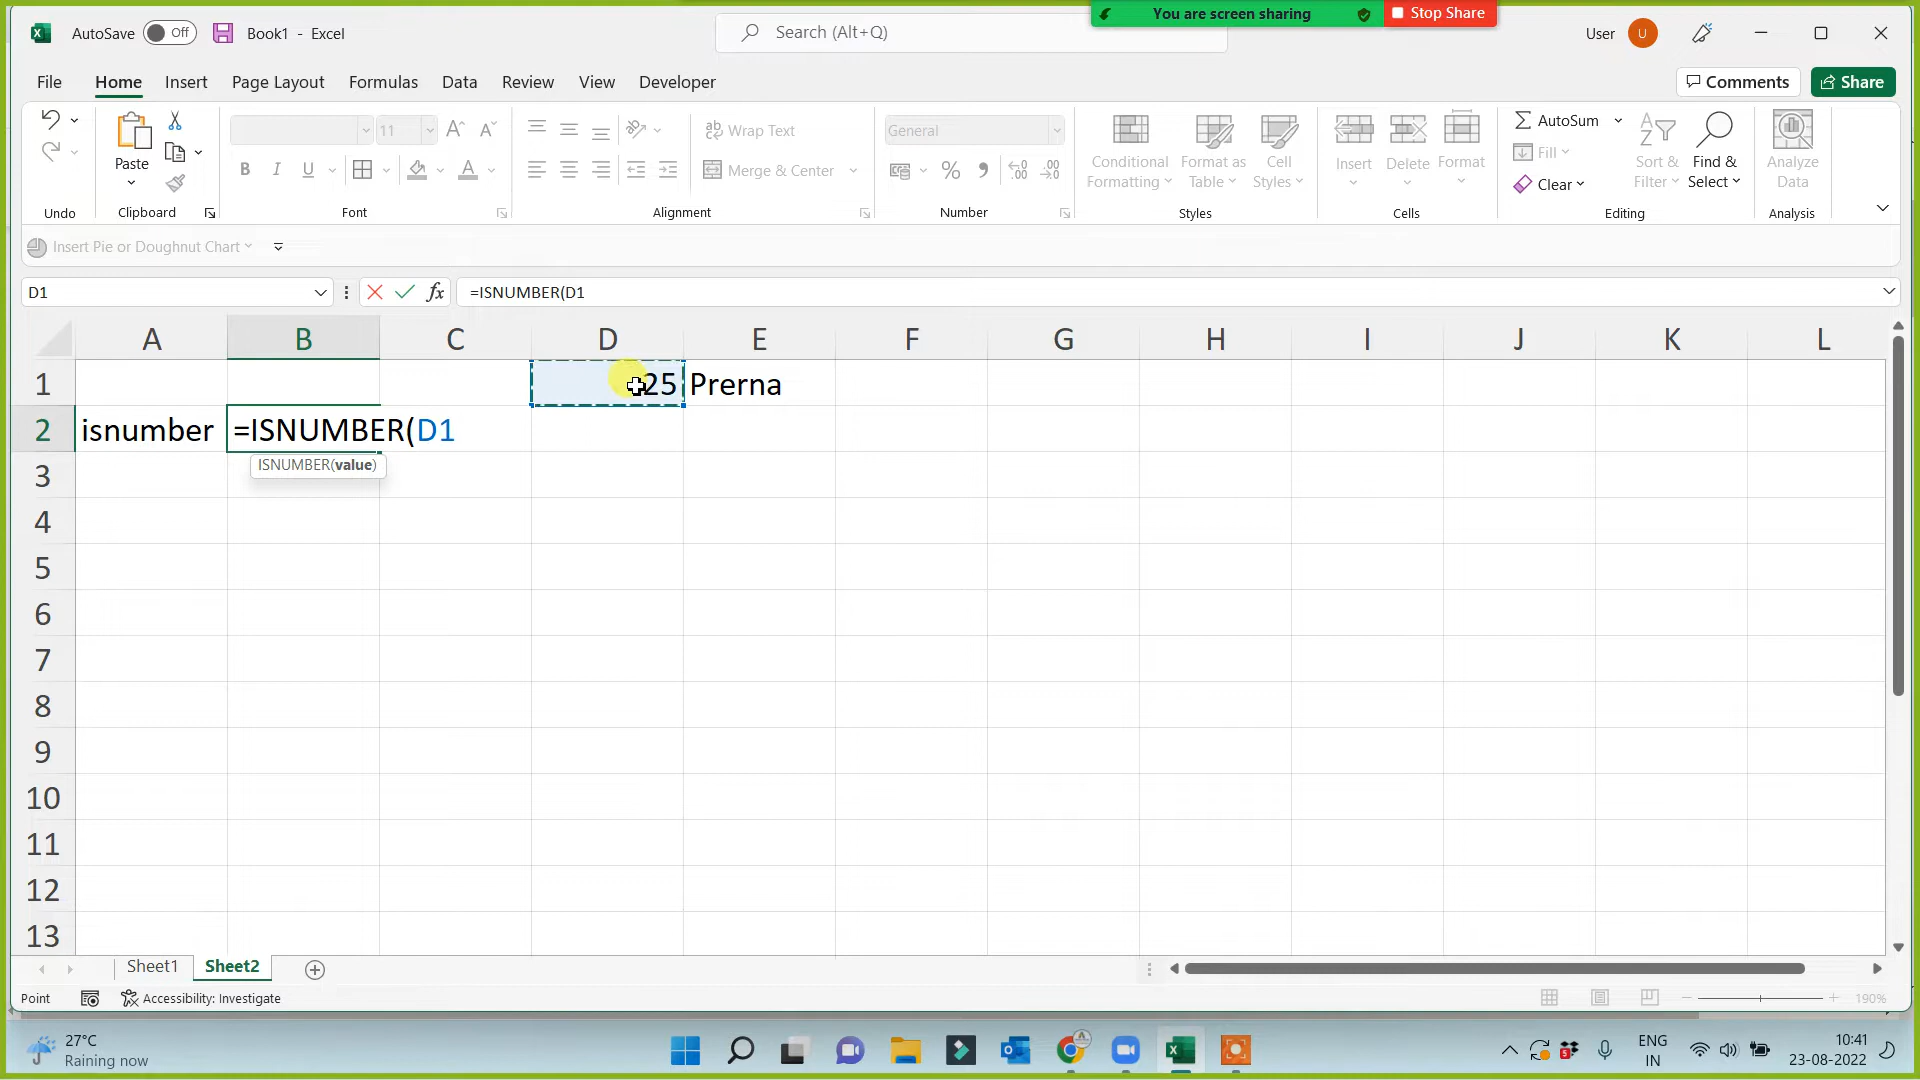 You are screen sharing
Stop Share
AutoSave Off Book1 - Excel
Search (Alt+Q)
User U
File Home Insert Page Layout Formulas Data Review View Developer
Comments Share
Paste
11
Wrap Text
Merge & Center
General
Conditional Formatting
Format as Table
Cell Styles
Insert
Delete
Format
AutoSum
Fill
Clear
Sort & Filter
Find & Select
Analyze Data
Undo Clipboard Font Alignment Number Styles Cells Editing Analysis
Insert Pie or Doughnut Chart
D1 fx =ISNUMBER(D1
A B C D E F G H I J K L
1 25 Prerna
2 isnumber =ISNUMBER(D1
ISNUMBER(value)
3
4
5
6
7
8
9
10
11
12
13
Sheet1 Sheet2
Point Accessibility: Investigate 190%
27°C
Raining now
ENG
IN
10:41
23-08-2022